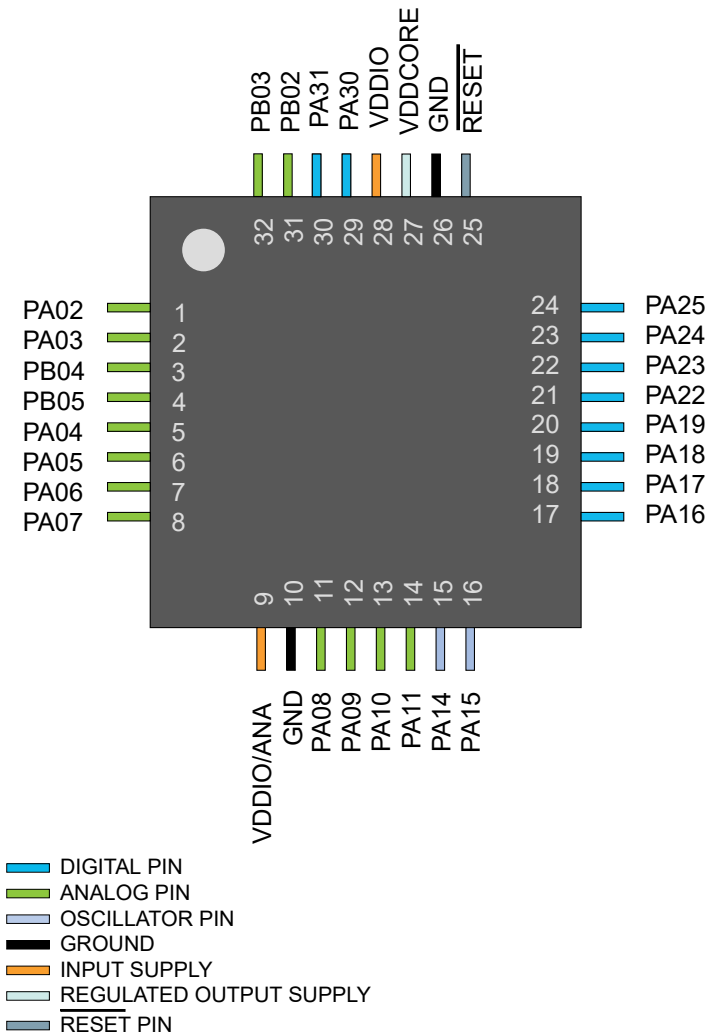 PB03
PB02
PA31
PA30
VDDIO
VDDCORE
GND
RESET
32
31
30
29
28
27
26
25
PA02
1
PA03
2
PB04
3
PB05
4
PA04
5
PA05
6
PA06
7
PA07
8
24
PA25
23
PA24
22
PA23
21
PA22
20
PA19
19
PA18
18
PA17
17
PA16
9
10
11
12
13
14
15
16
VDDIO/ANA
GND
PA08
PA09
PA10
PA11
PA14
PA15
DIGITAL PIN
ANALOG PIN
OSCILLATOR PIN
GROUND
INPUT SUPPLY
REGULATED OUTPUT SUPPLY
RESET PIN